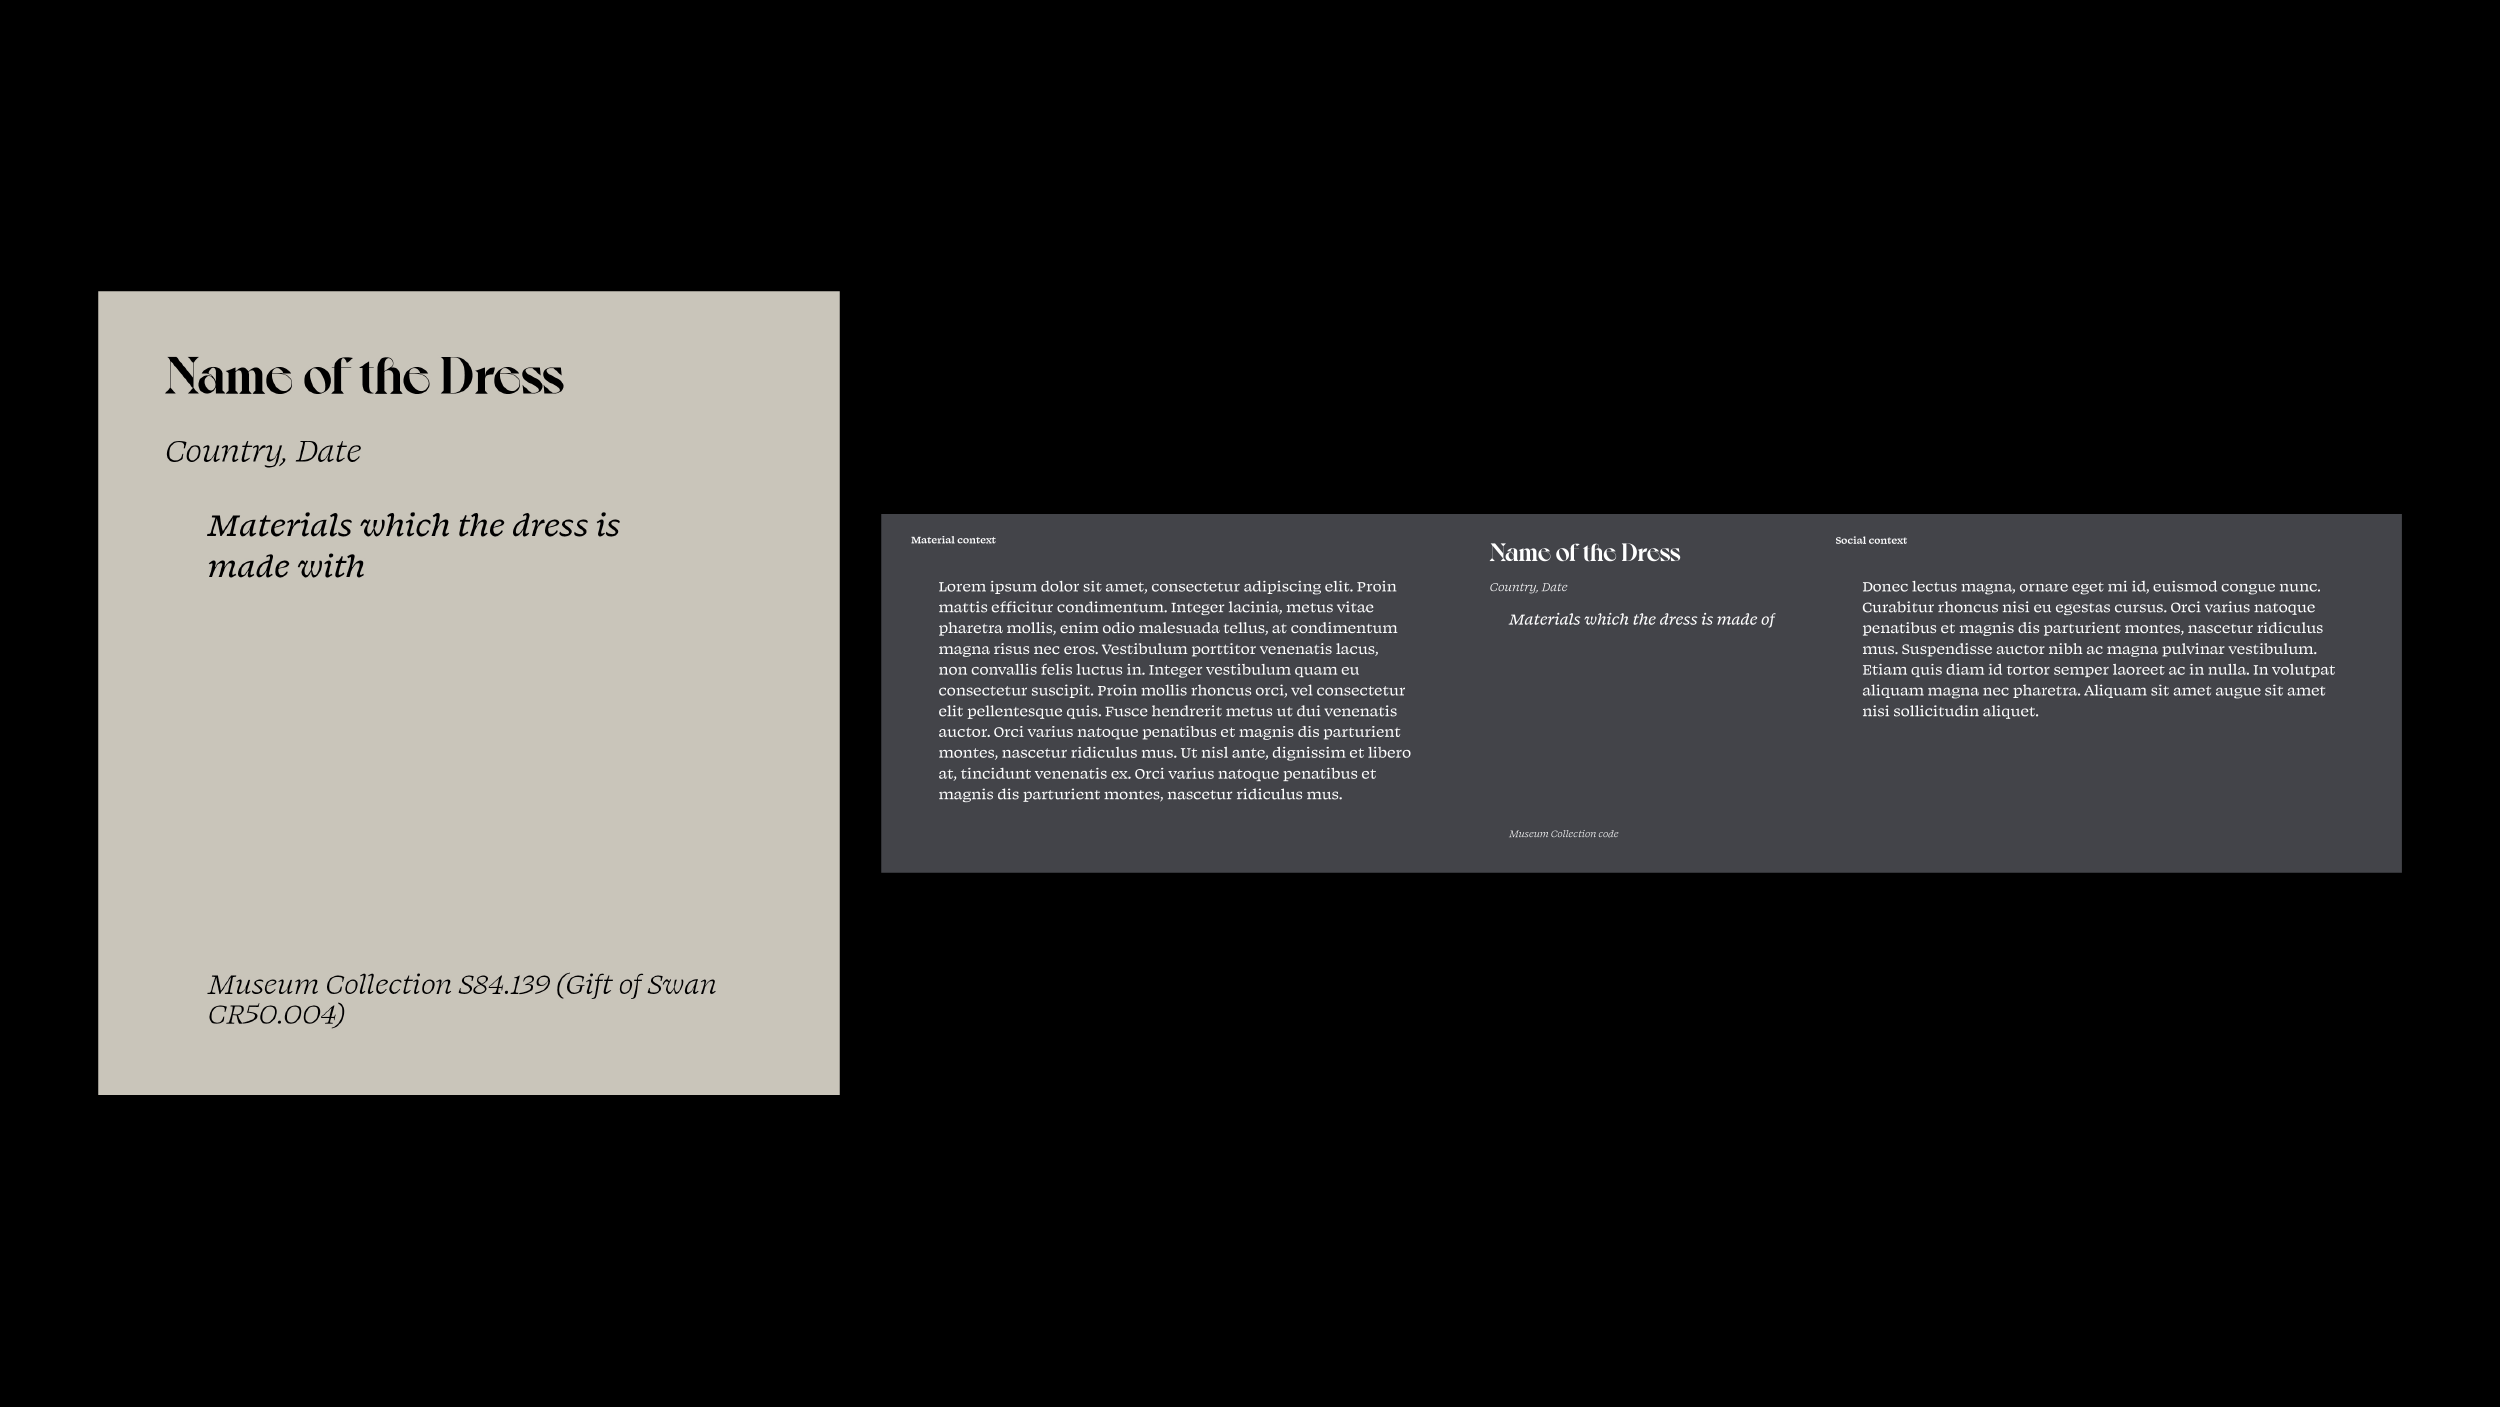 Name of the Dress
Country, Date
Materials which the dress is
made with
Museum Collection S84.139 (Gift of Swan
CR50.004)
Material context
Lorem ipsum dolor sit amet, consectetur adipiscing elit. Proin
mattis efficitur condimentum. Integer lacinia, metus vitae
pharetra mollis, enim odio malesuada tellus, at condimentum
magna risus nec eros. Vestibulum porttitor venenatis lacus,
non convallis felis luctus in. Integer vestibulum quam eu
consectetur suscipit. Proin mollis rhoncus orci, vel consectetur
elit pellentesque quis. Fusce hendrerit metus ut dui venenatis
auctor. Orci varius natoque penatibus et magnis dis parturient
montes, nascetur ridiculus mus. Ut nisl ante, dignissim et libero
at, tincidunt venenatis ex. Orci varius natoque penatibus et
magnis dis parturient montes, nascetur ridiculus mus.
Name of the Dress
Country, Date
Materials which the dress is made of
Museum Collection code
Social context
Donec lectus magna, ornare eget mi id, euismod congue nunc.
Curabitur rhoncus nisi eu egestas cursus. Orci varius natoque
penatibus et magnis dis parturient montes, nascetur ridiculus
mus. Suspendisse auctor nibh ac magna pulvinar vestibulum.
Etiam quis diam id tortor semper laoreet ac in nulla. In volutpat
aliquam magna nec pharetra. Aliquam sit amet augue sit amet
nisi sollicitudin aliquet.